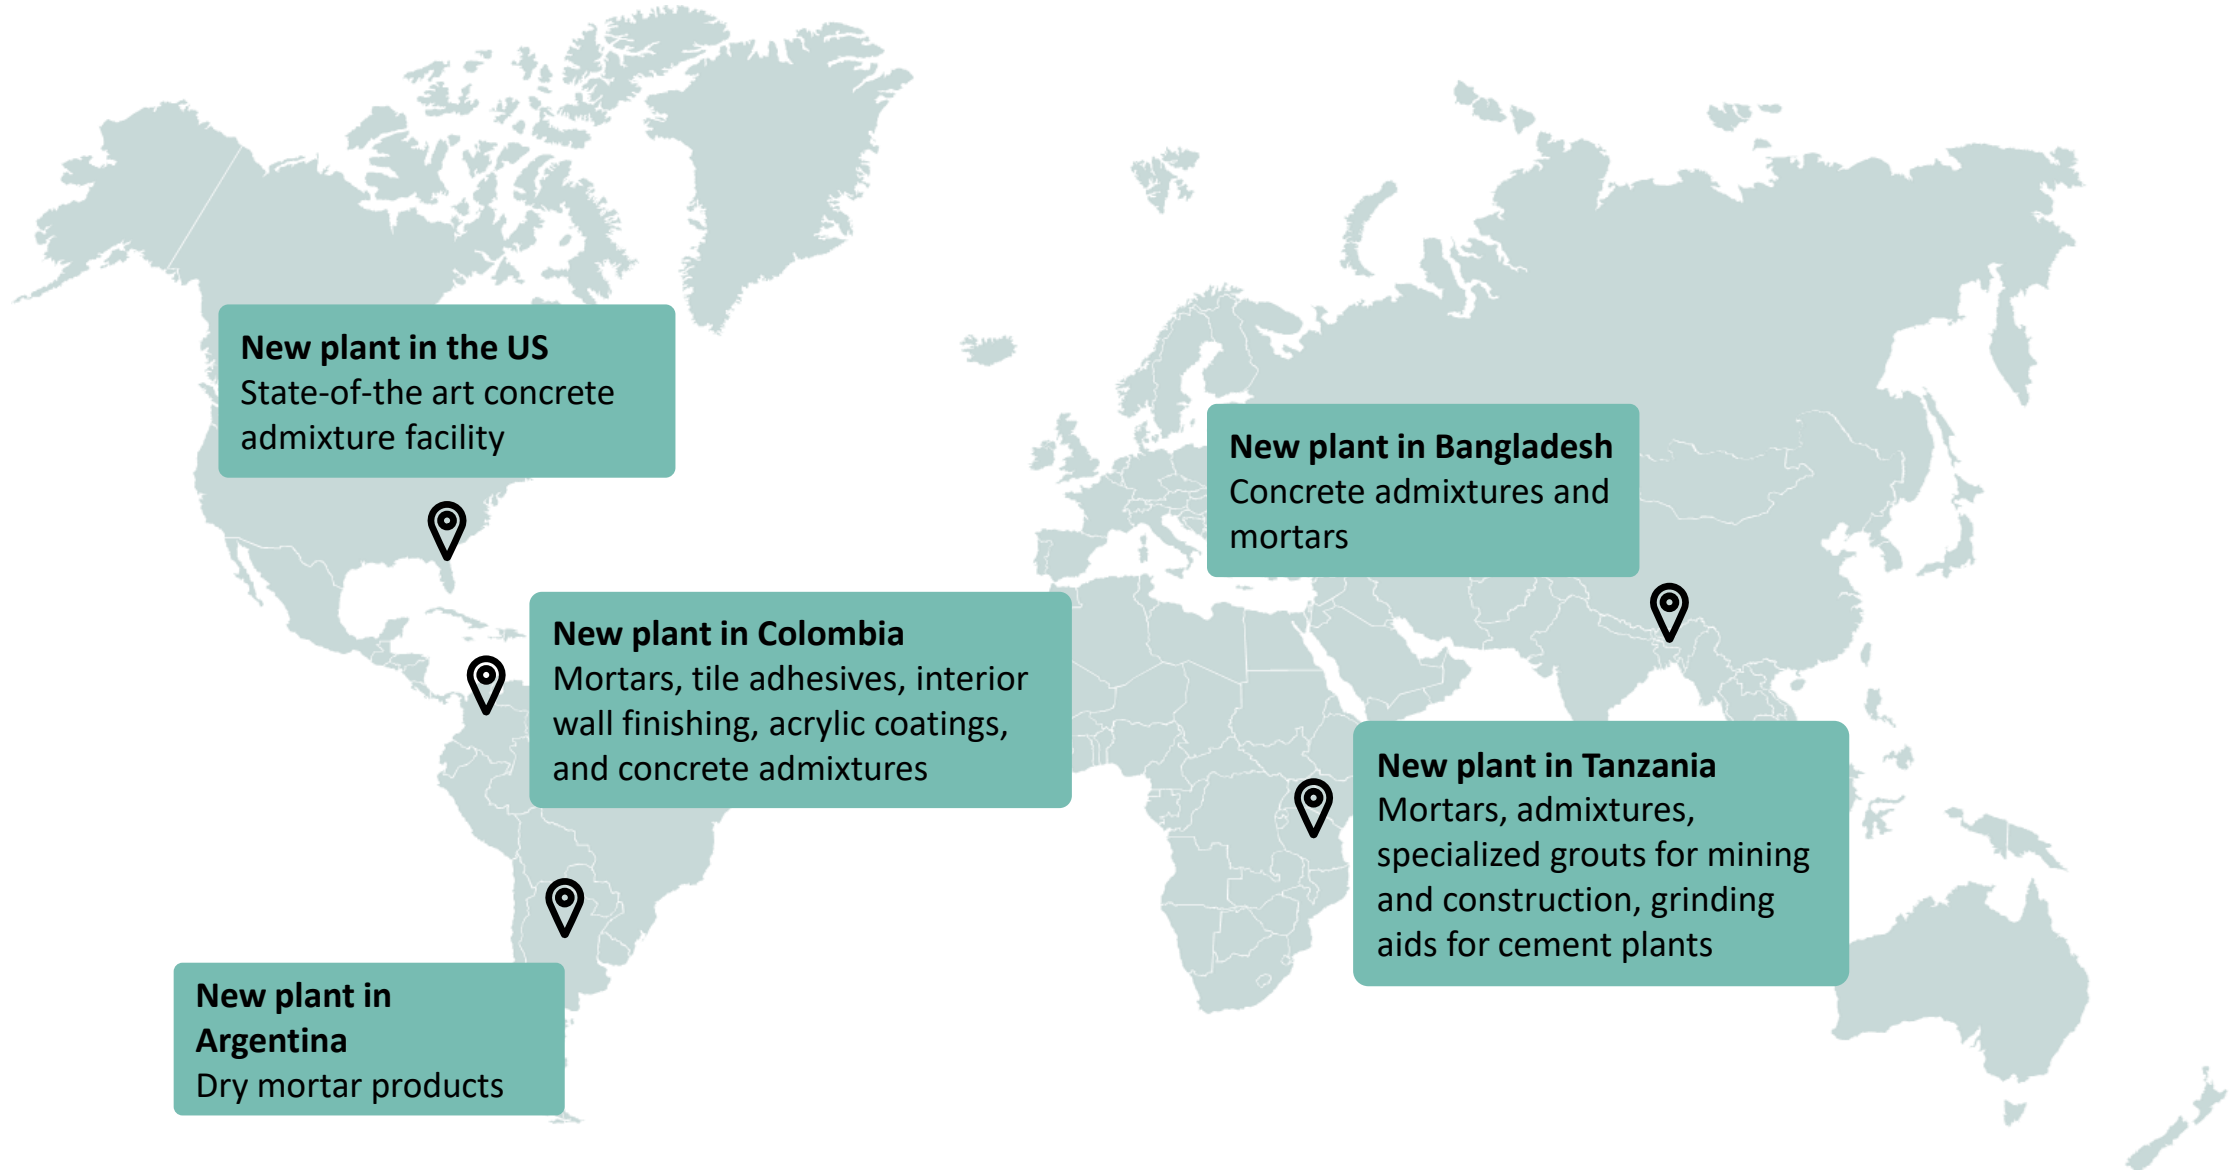 New plant in the US
State-of-the art concrete
admixture facility
New plant in Bangladesh
Concrete admixtures and
mortars
New plant in Colombia
Mortars, tile adhesives, interior
wall finishing, acrylic coatings,
and concrete admixtures
New plant in Tanzania
Mortars, admixtures,
specialized grouts for mining
and construction, grinding
aids for cement plants
New plant in
Argentina
Dry mortar products